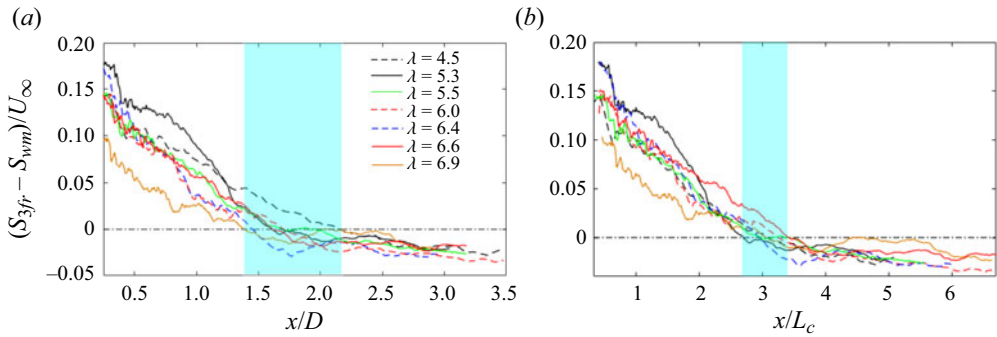 (a) (b)
0.20 0.20
λ = 4.5
λ = 5.3
0.15 0.15
λ = 5.5
λ = 6.0
0.10 λ = 6.4 0.10
λ = 6.6
λ = 6.9
0.05 0.05
0 0
–0.05 –0.05
(S3fr – Swm)/U∞
0.5 1.0 1.5 2.0 2.5 3.0 3.5 1 2 3 4 5 6
x/D x/Lc